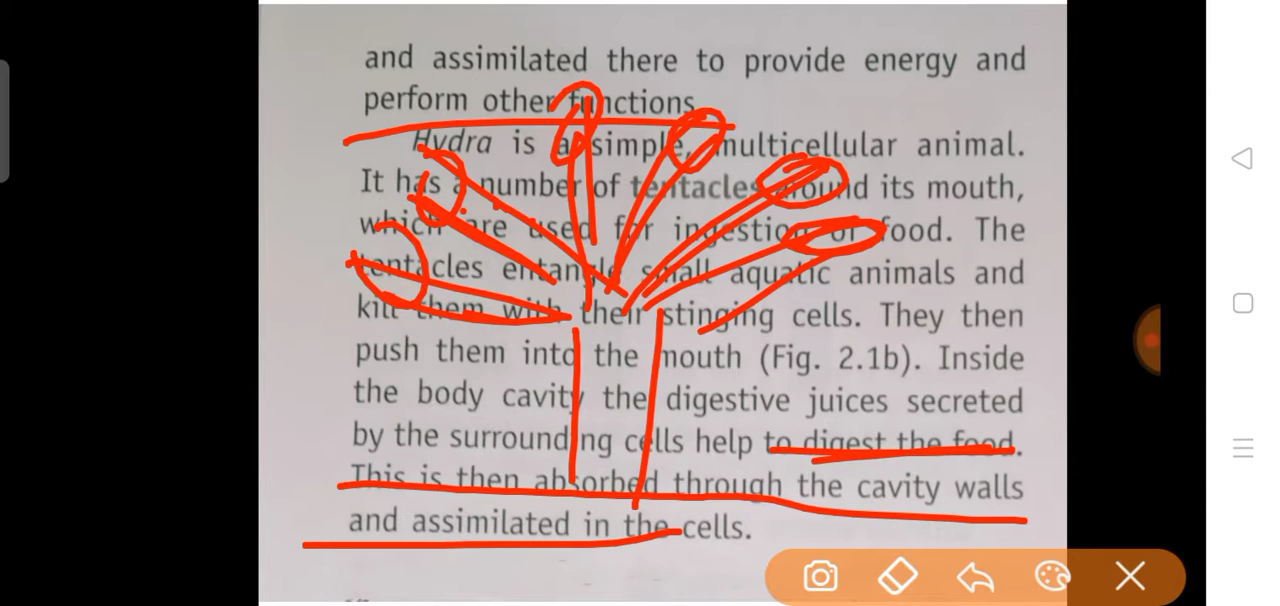 and assimilated there to provide energy and
perform other functions.
Hydra is a simple, multicellular animal.
It has a number of tentacles around its mouth,
which are used for ingestion of food. The
tentacles entangle small aquatic animals and
kill them with their stinging cells. They then
push them into the mouth (Fig. 2.1b). Inside
the body cavity the digestive juices secreted
by the surrounding cells help to digest the food.
This is then absorbed through the cavity walls
and assimilated in the cells.